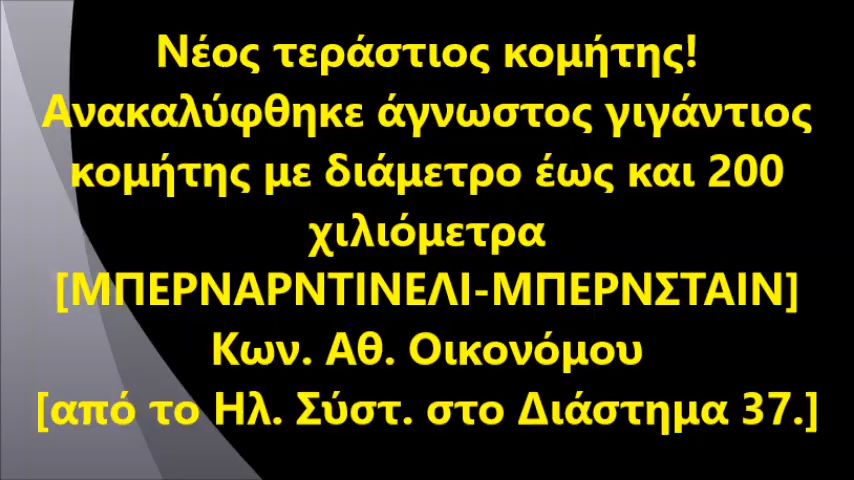 Νέος τεράστιος κομήτης!
Ανακαλύφθηκε άγνωστος γιγάντιος
κομήτης με διάμετρο έως και 200
χιλιόμετρα
[ΜΠΕΡΝΑΡΝΤΙΝΕΛΙ-ΜΠΕΡΝΣΤΑΙΝ]
Κων. Αθ. Οικονόμου
[από το Ηλ. Σύστ. στο Διάστημα 37.]